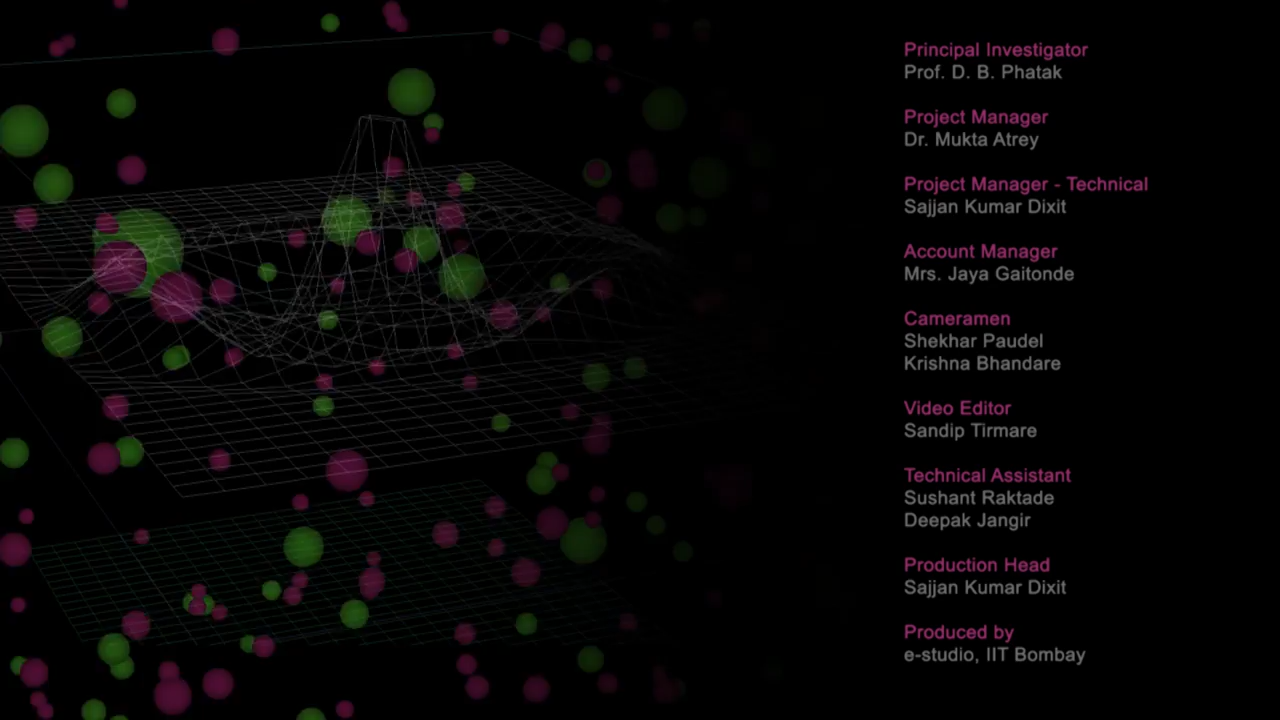 Principal Investigator
Prof. D. B. Phatak
Project Manager
Dr. Mukta Atrey
Project Manager - Technical
Sajjan Kumar Dixit
Account Manager
Mrs. Jaya Gaitonde
Cameramen
Shekhar Paudel
Krishna Bhandare
Video Editor
Sandip Tirmare
Technical Assistant
Sushant Raktade
Deepak Jangir
Production Head
Sajjan Kumar Dixit
Produced by
e-studio, IIT Bombay